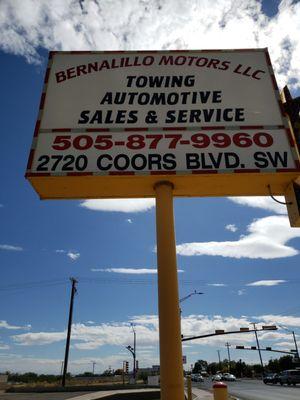 BERNALILLO MOTORS LLC
TOWING
AUTOMOTIVE
SALES & SERVICE
505-877-9960
2720 COORS BLVD. SW